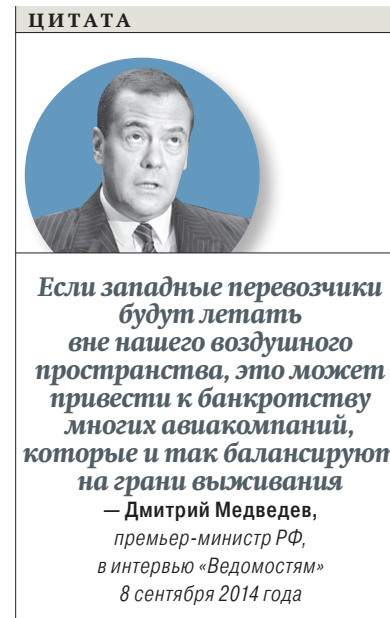 ЦИТАТА
Если западные перевозчики
будут летать
вне нашего воздушного
пространства, это может
привести к банкротству
многих авиакомпаний,
которые и так балансируют
на грани выживания
— Дмитрий Медведев,
премьер-министр РФ,
в интервью «Ведомостям»
8 сентября 2014 года